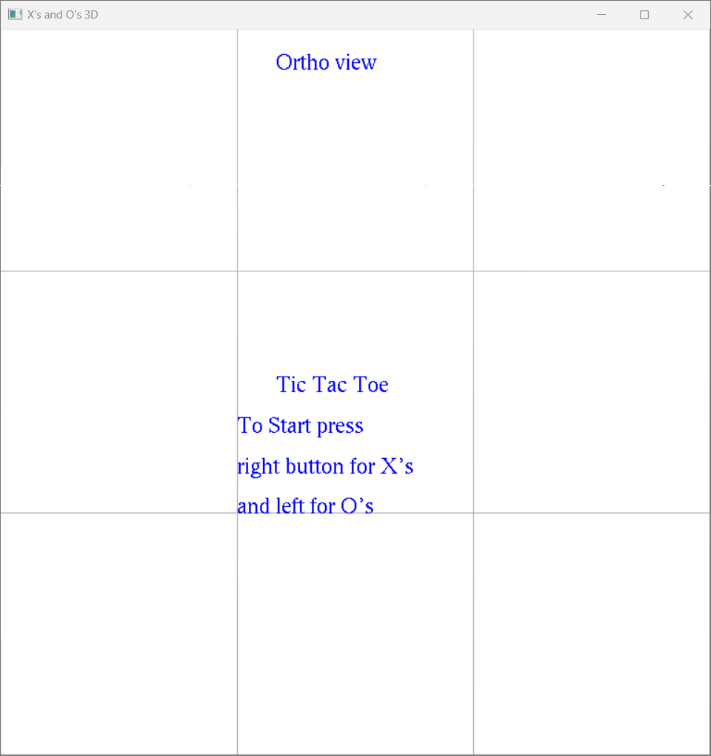 X's and O's 3D
Ortho view
Tic Tac Toe
To Start press
right button for X's
and left for O's